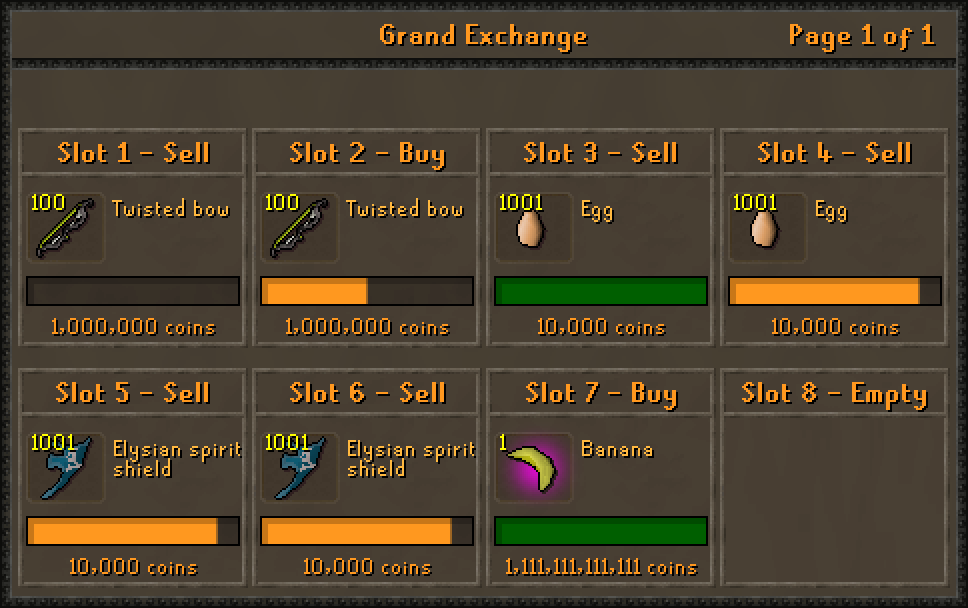 Grand Exchange
Page 1 of 1
Slot 1 - Sell
100
Twisted bow
1,000,000 coins
Slot 2 - Buy
100
Twisted bow
1,000,000 coins
Slot 3 - Sell
1001
Egg
10,000 coins
Slot 4 - Sell
1001
Egg
10,000 coins
Slot 5 - Sell
1001
Elysian spirit
shield
10,000 coins
Slot 6 - Sell
1001
Elysian spirit
shield
10,000 coins
Slot 7 - Buy
1
Banana
1,111,111,111,111 coins
Slot 8 - Empty